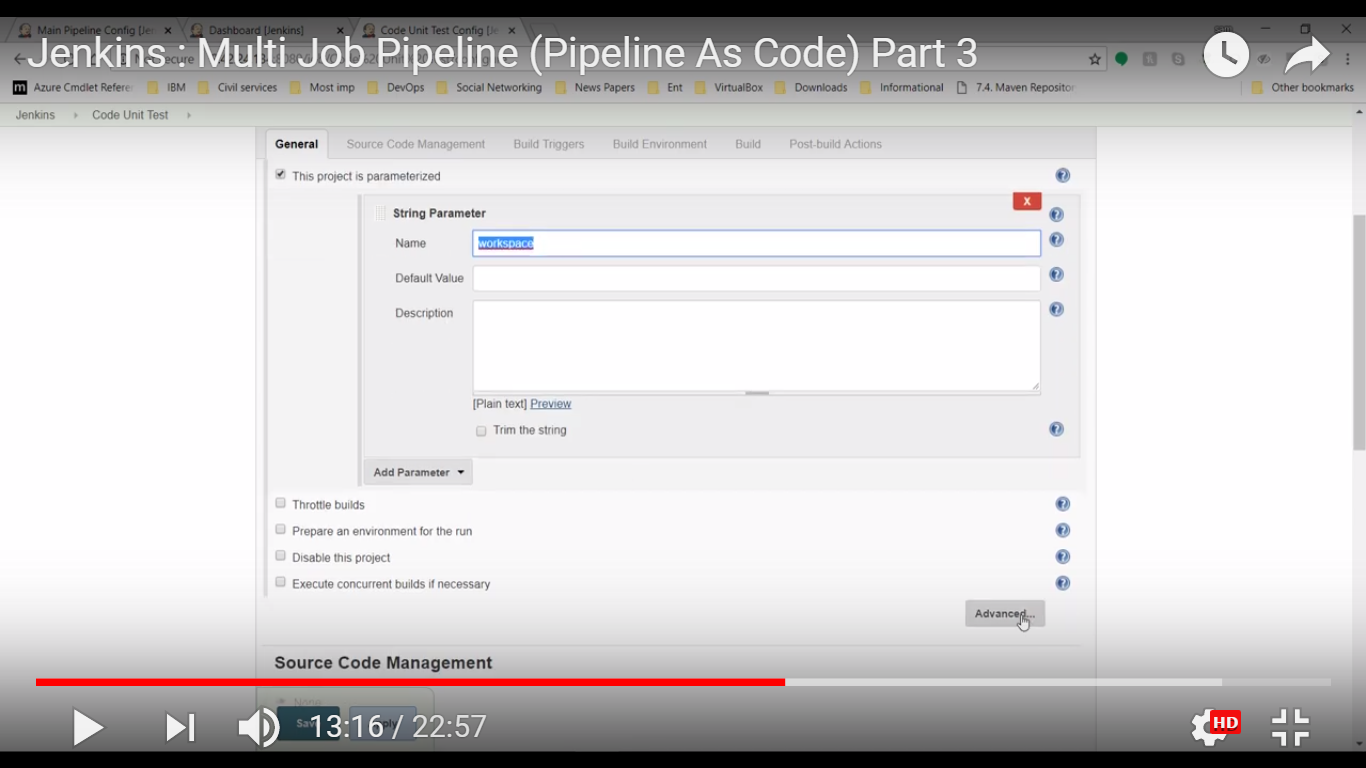 Main Pipeline Config [Je
Dashboard [Jenkins]
Code Unit Test Config [Je
Jenkins : Multi Job Pipeline (Pipeline As Code) Part 3
Azure Cmdlet Refere
IBM
Civil services
Most imp
DevOps
Social Networking
News Papers
Ent
VirtualBox
Downloads
Informational
7.4. Maven Repositor
Other bookmarks
Jenkins
Code Unit Test
General
Source Code Management
Build Triggers
Build Environment
Build
Post-build Actions
This project is parameterized
X
String Parameter
Name
workspace
Default Value
Description
[Plain text] Preview
Trim the string
Add Parameter
Throttle builds
Prepare an environment for the run
Disable this project
Execute concurrent builds if necessary
Advanced...
Source Code Management
None
13:16 / 22:57
HD